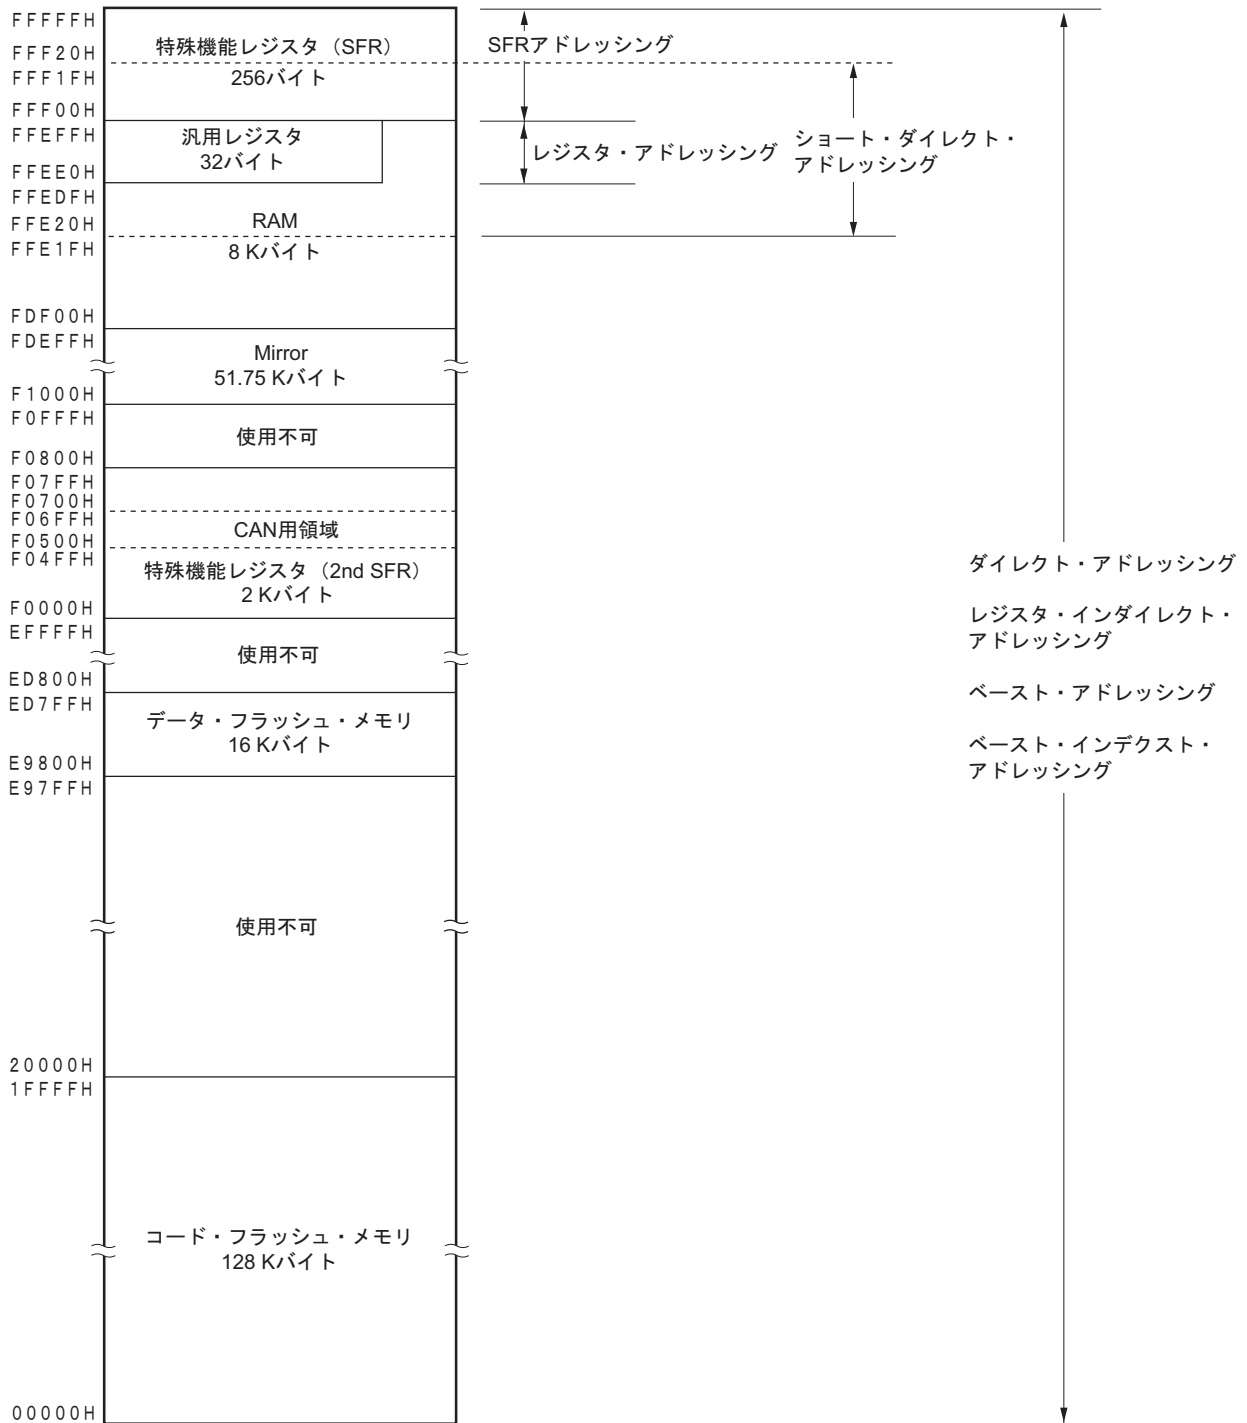 FFFFFH
特殊機能レジスタ（SFR）
SFRアドレッシング
FFF20H
FFF1FH
256バイト
FFF00H
FFEFFH
汎用レジスタ
32バイト
レジスタ・アドレッシング
ショート・ダイレクト・
アドレッシング
FFEE0H
FFEDFH
FFE20H
RAM
FFE1FH
8 Kバイト
FDF00H
FDEFFH
Mirror
51.75 Kバイト
F1000H
F0FFFH
使用不可
F0800H
F07FFH
F0700H
F06FFH
CAN用領域
F0500H
F04FFH
特殊機能レジスタ（2nd SFR）
2 Kバイト
F0000H
EFFFFH
使用不可
ED800H
ED7FFH
データ・フラッシュ・メモリ
16 Kバイト
E9800H
E97FFH
使用不可
ダイレクト・アドレッシング
レジスタ・インダイレクト・
アドレッシング
ベースト・アドレッシング
ベースト・インデクスト・
アドレッシング
20000H
1FFFFH
コード・フラッシュ・メモリ
128 Kバイト
00000H